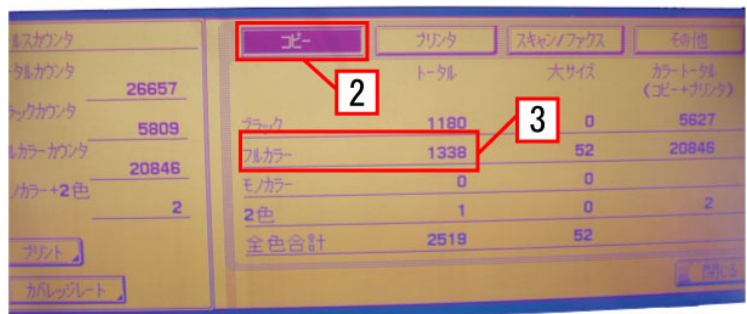 ルスカウンタ
ータルカウンタ
26657
ラックカウンタ
5809
ルカラーカウンタ
20846
ノカラー+2色
2
プリント
カバレッジレート
コピー
プリンタ
スキャン/ファクス
その他
2
トータル
大サイズ
カラートータル
(コピー+プリンタ)
3
ブラック
1180
0
5627
フルカラー
1338
52
20846
モノカラー
0
0
2色
1
0
2
全色合計
2519
52
閉じる